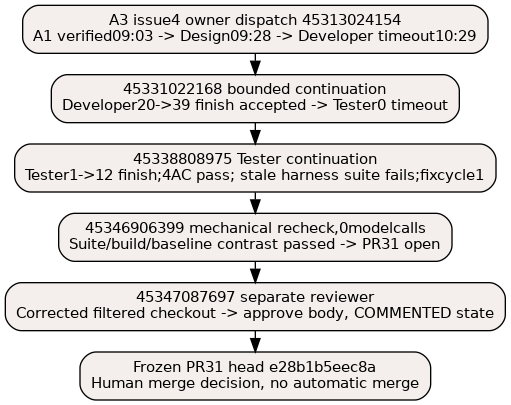 A3 issue4 owner dispatch 45313024154
A1 verified09:03 -> Design09:28 -> Developer timeout10:29
45331022168 bounded continuation
Developer20->39 finish accepted -> Tester0 timeout
45338808975 Tester continuation
Tester1->12 finish;4AC pass; stale harness suite fails;fixcycle1
45346906399 mechanical recheck,0modelcalls
Suite/build/baseline contrast passed -> PR31 open
45347087697 separate reviewer
Corrected filtered checkout -> approve body, COMMENTED state
Frozen PR31 head e28b1b5eec8a
Human merge decision, no automatic merge